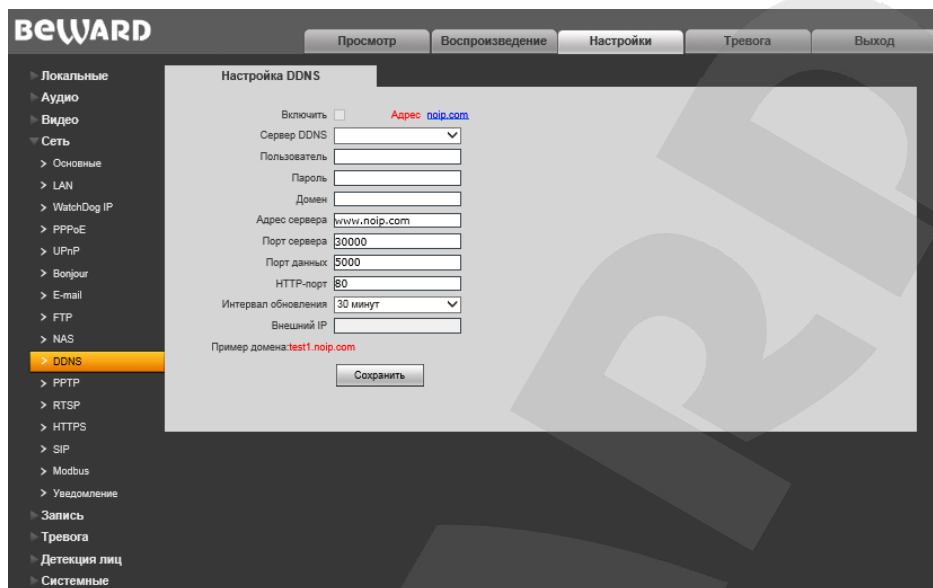 BEWARD
Просмотр
Воспроизведение
Настройки
Тревога
Выход
Локальные
Аудио
Видео
Сеть
Основные
LAN
WatchDog IP
PPPoE
UPnP
Bonjour
E-mail
FTP
NAS
DDNS
PPTP
RTSP
HTTPS
SIP
Modbus
Уведомление
Запись
Тревога
Детекция лиц
Системные
Настройка DDNS
Включить Адрес noip.com
Сервер DDNS
Пользователь
Пароль
Домен
Адрес сервера www.noip.com
Порт сервера 30000
Порт данных 5000
HTTP-порт 80
Интервал обновления 30 минут
Внешний IP
Пример домена:test1.noip.com
Сохранить